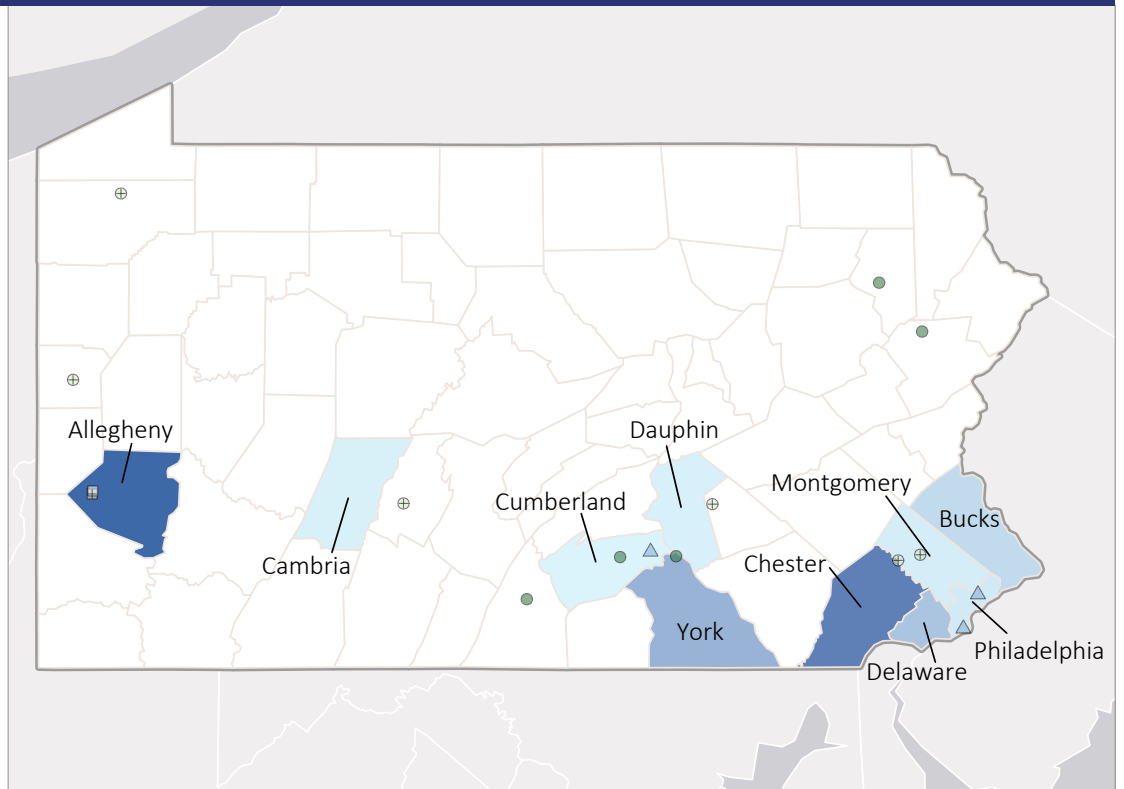 Allegheny
Dauphin
Montgomery
Cumberland
Bucks
Cambria
Chester
York
Philadelphia
Delaware